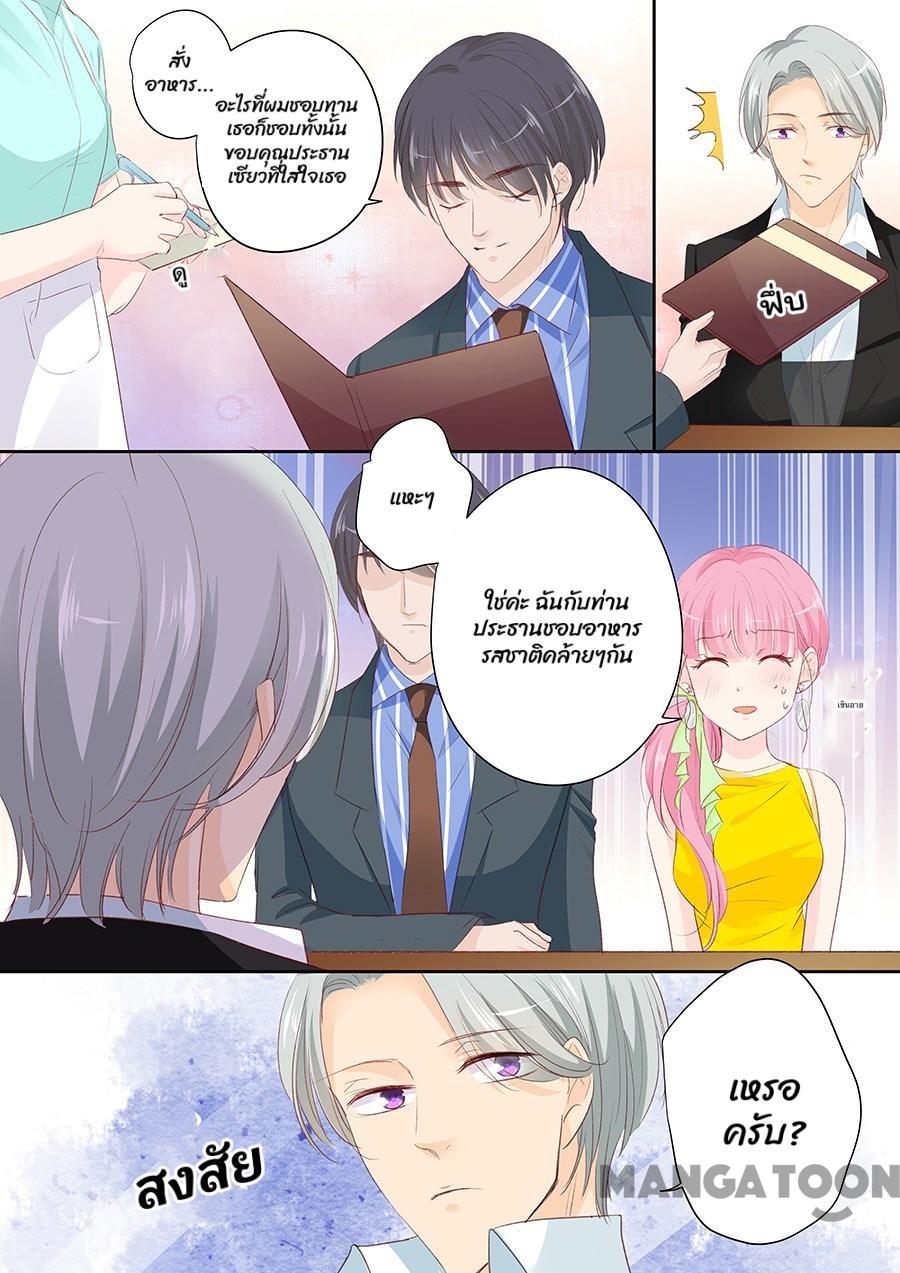 สั่ง
อาหาร...
อะไรที่ผมชอบทาน
เธอก็ชอบทั้งนั้น
ขอบคุณประธาน
เซียวที่ใส่ใจเธอ
ดู
ฟึ่บ
แหะๆ
ใช่ค่ะ ฉันกับท่าน
ประธานชอบอาหาร
รสชาติคล้ายๆกัน
เขินอาย
เหรอ
ครับ?
สงสัย
MANGATOON